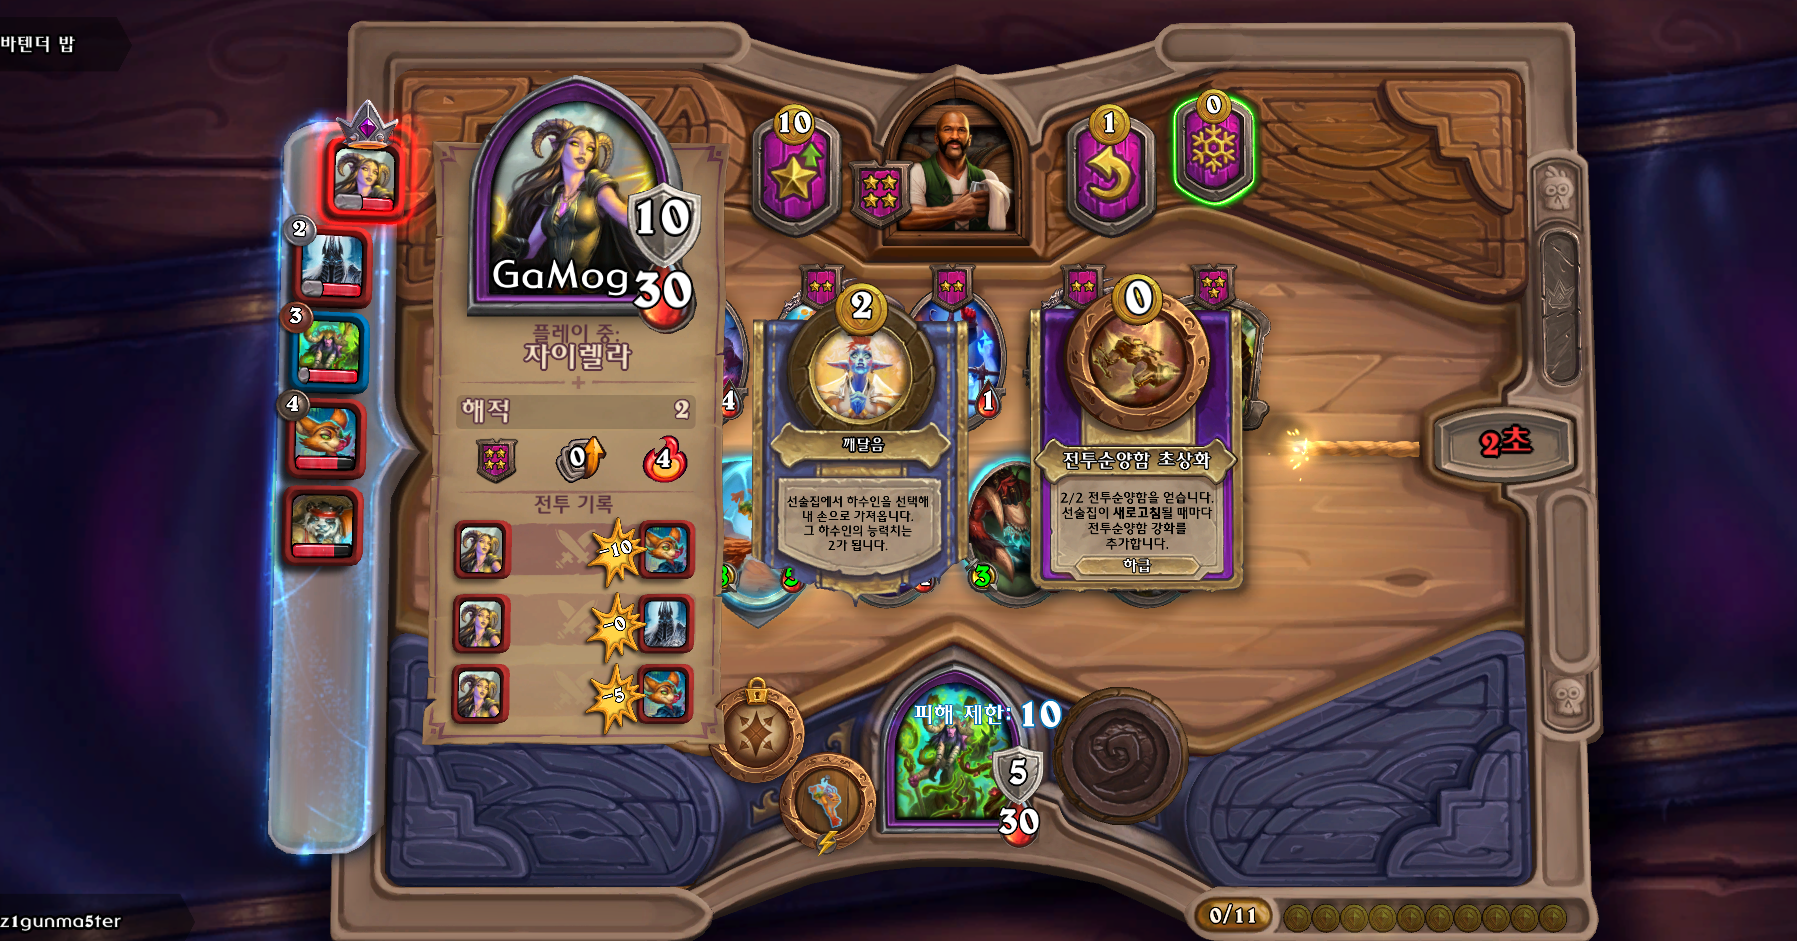 바텐더 밥
2
3
4
GaMog
10
30
플레이 중:
자이렐라
해적 2
0
4
전투 기록
-10
-0
-5
10
1
0
4
1
2
깨달음
선술집에서 하수인을 선택해
내 손으로 가져옵니다.
그 하수인의 능력치는
2가 됩니다.
0
전투순양함 초상화
2/2 전투순양함을 얻습니다.
선술집이 새로고침될 때마다
전투순양함 강화를
추가합니다.
하급
3
2초
피해 제한: 10
5
30
0/11
z1gunma5ter